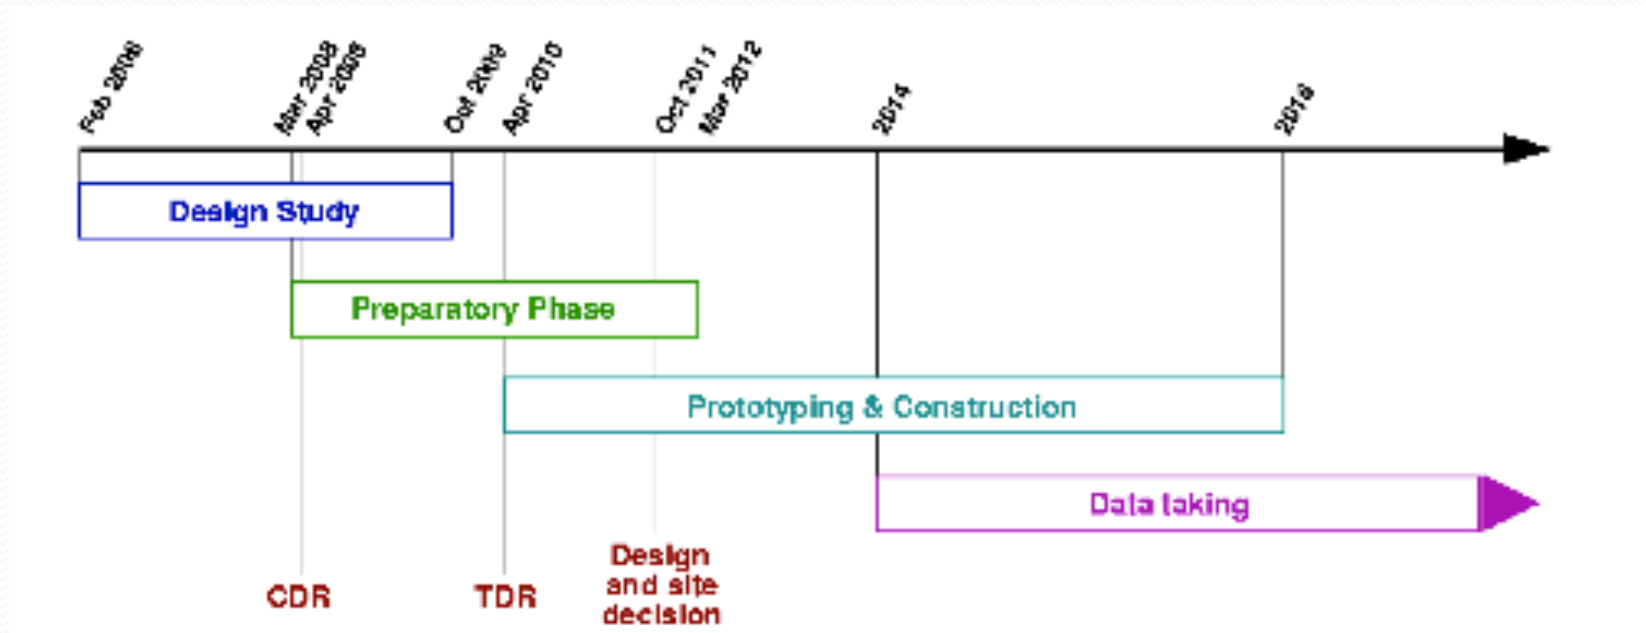 Feb 2006
Mar 2008
Apr 2008
Oct 2009
Apr 2010
Oct 2011
Mar 2012
2014
2018
Design Study
Preparatory Phase
Prototyping & Construction
Data taking
CDR
TDR
Design
and site
decision